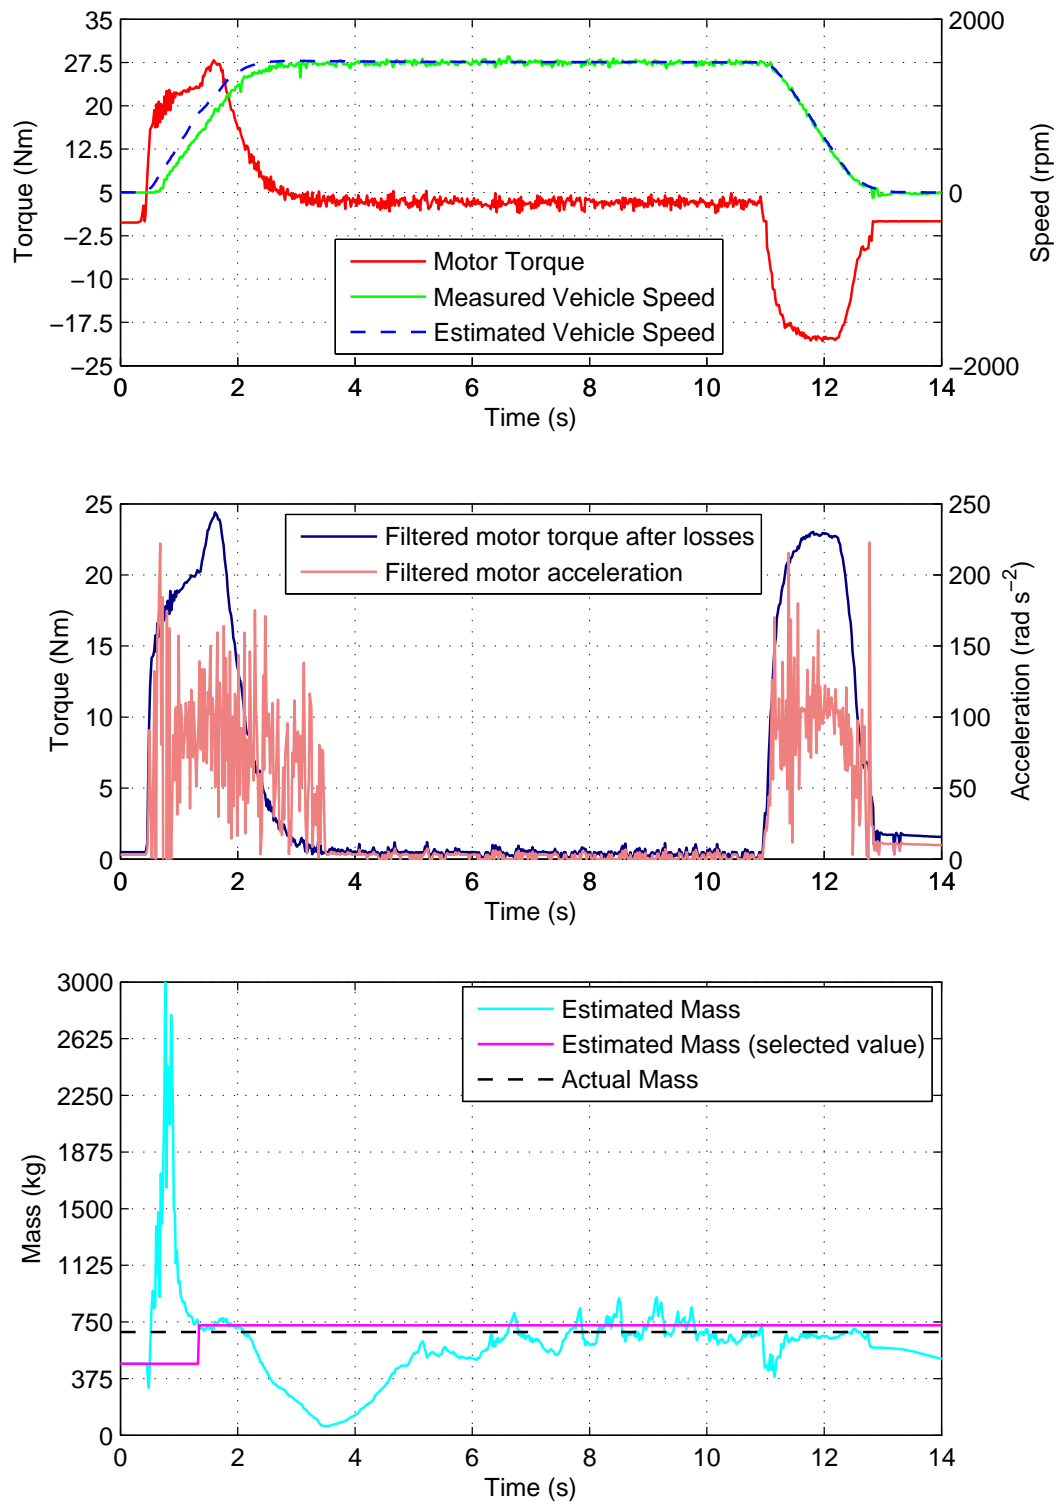 35
27.5
20
12.5
5
−2.5
−10
−17.5
−25
Torque (Nm)
2000
0
−2000
Speed (rpm)
Motor Torque
Measured Vehicle Speed
Estimated Vehicle Speed
0 2 4 6 8 10 12 14
Time (s)
25
20
15
10
5
0
Torque (Nm)
250
200
150
100
50
0
Acceleration (rad s−2)
Filtered motor torque after losses
Filtered motor acceleration
0 2 4 6 8 10 12 14
Time (s)
3000
2625
2250
1875
1500
1125
750
375
0
Mass (kg)
Estimated Mass
Estimated Mass (selected value)
Actual Mass
0 2 4 6 8 10 12 14
Time (s)